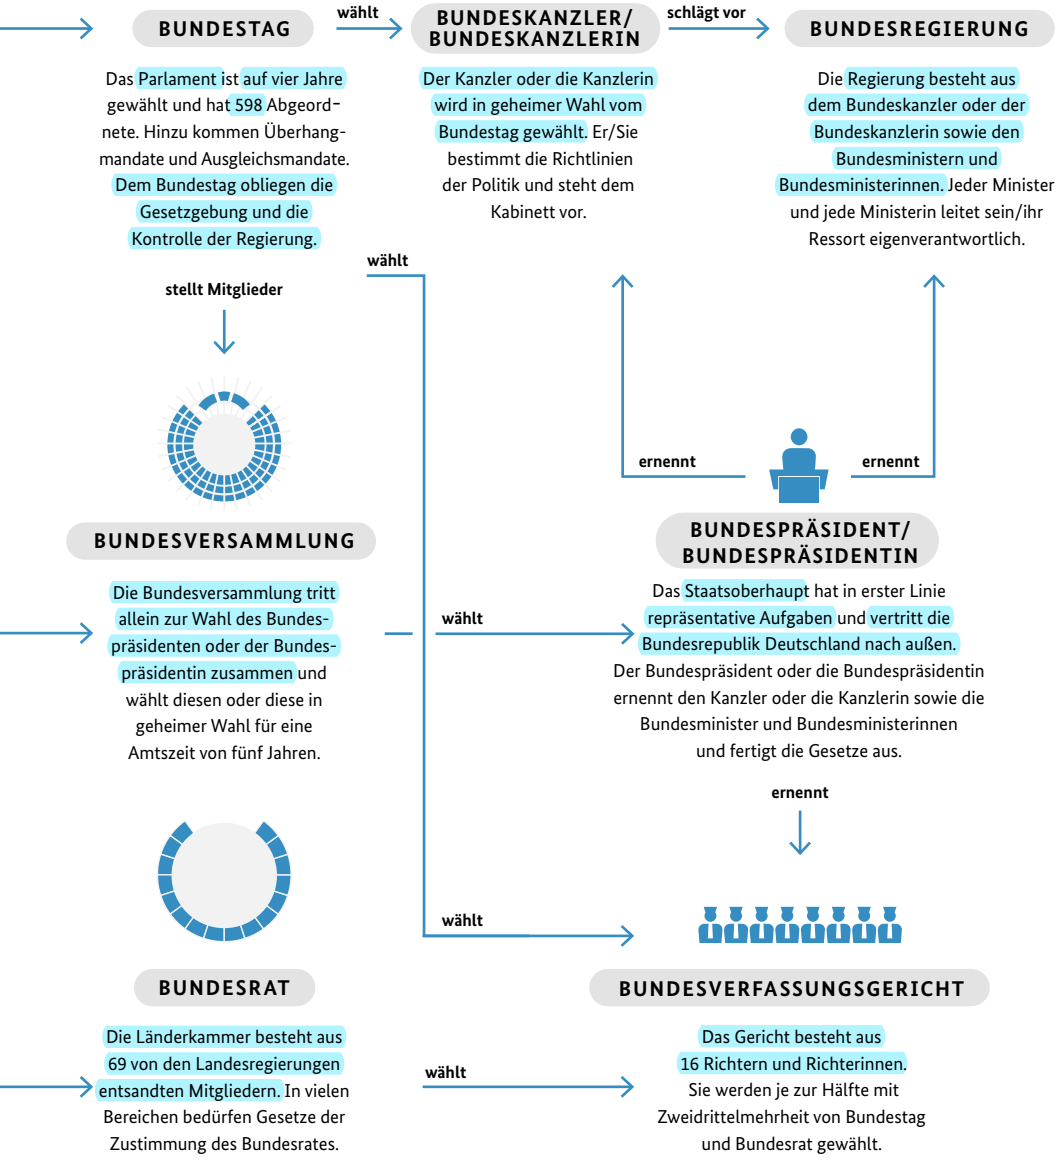 BUNDESTAG
Das Parlament ist auf vier Jahre
gewählt und hat 598 Abgeord-
nete. Hinzu kommen Überhang-
mandate und Ausgleichsmandate.
Dem Bundestag obliegen die
Gesetzgebung und die
Kontrolle der Regierung.
wählt
BUNDESKANZLER/
BUNDESKANZLERIN
Der Kanzler oder die Kanzlerin
wird in geheimer Wahl vom
Bundestag gewählt. Er/Sie
bestimmt die Richtlinien
der Politik und steht dem
Kabinett vor.
schlägt vor
BUNDESREGIERUNG
Die Regierung besteht aus
dem Bundeskanzler oder der
Bundeskanzlerin sowie den
Bundesministern und
Bundesministerinnen. Jeder Minister
und jede Ministerin leitet sein/ihr
Ressort eigenverantwortlich.
wählt
stellt Mitglieder
ernennt
ernennt
BUNDESVERSAMMLUNG
Die Bundesversammlung tritt
allein zur Wahl des Bundes-
präsidenten oder der Bundes-
präsidentin zusammen und
wählt diesen oder diese in
geheimer Wahl für eine
Amtszeit von fünf Jahren.
wählt
BUNDESPRÄSIDENT/
BUNDESPRÄSIDENTIN
Das Staatsoberhaupt hat in erster Linie
repräsentative Aufgaben und vertritt die
Bundesrepublik Deutschland nach außen.
Der Bundespräsident oder die Bundespräsidentin
ernennt den Kanzler oder die Kanzlerin sowie die
Bundesminister und Bundesministerinnen
und fertigt die Gesetze aus.
ernennt
wählt
BUNDESRAT
Die Länderkammer besteht aus
69 von den Landesregierungen
entsandten Mitgliedern. In vielen
Bereichen bedürfen Gesetze der
Zustimmung des Bundesrates.
wählt
BUNDESVERFASSUNGSGERICHT
Das Gericht besteht aus
16 Richtern und Richterinnen.
Sie werden je zur Hälfte mit
Zweidrittelmehrheit von Bundestag
und Bundesrat gewählt.